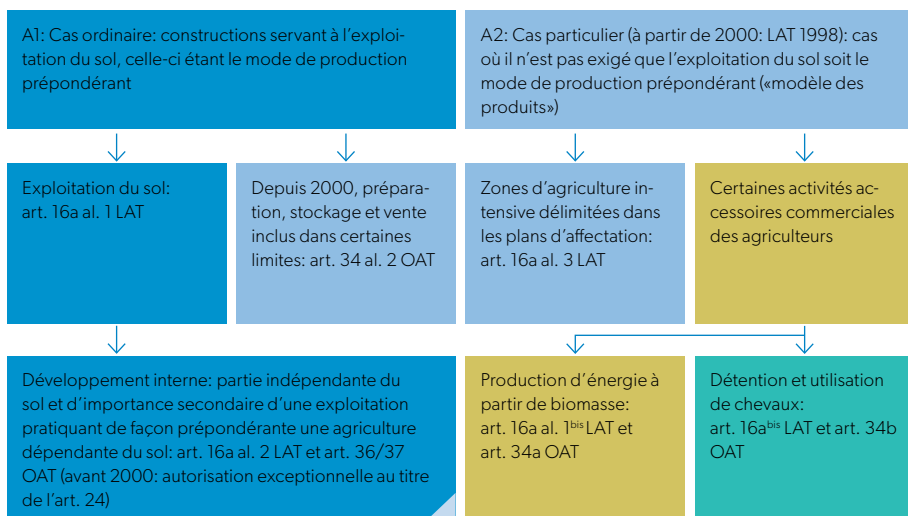 A1: Cas ordinaire: constructions servant à l’exploi-
tation du sol, celle-ci étant le mode de production
prépondérant
A2: Cas particulier (à partir de 2000: LAT 1998): cas
où il n’est pas exigé que l’exploitation du sol soit le
mode de production prépondérant («modèle des
produits»)
Exploitation du sol:
art. 16a al. 1 LAT
Depuis 2000, prépara-
tion, stockage et vente
inclus dans certaines
limites: art. 34 al. 2 OAT
Zones d’agriculture in-
tensive délimitées dans
les plans d’affectation:
art. 16a al. 3 LAT
Certaines activités ac-
cessoires commerciales
des agriculteurs
Développement interne: partie indépendante du
sol et d’importance secondaire d’une exploitation
pratiquant de façon prépondérante une agriculture
dépendante du sol: art. 16a al. 2 LAT et art. 36/37
OAT (avant 2000: autorisation exceptionnelle au titre
de l’art. 24)
Production d’énergie à
partir de biomasse:
art. 16a al. 1bis LAT et
art. 34a OAT
Détention et utilisation
de chevaux:
art. 16abis LAT et art. 34b
OAT